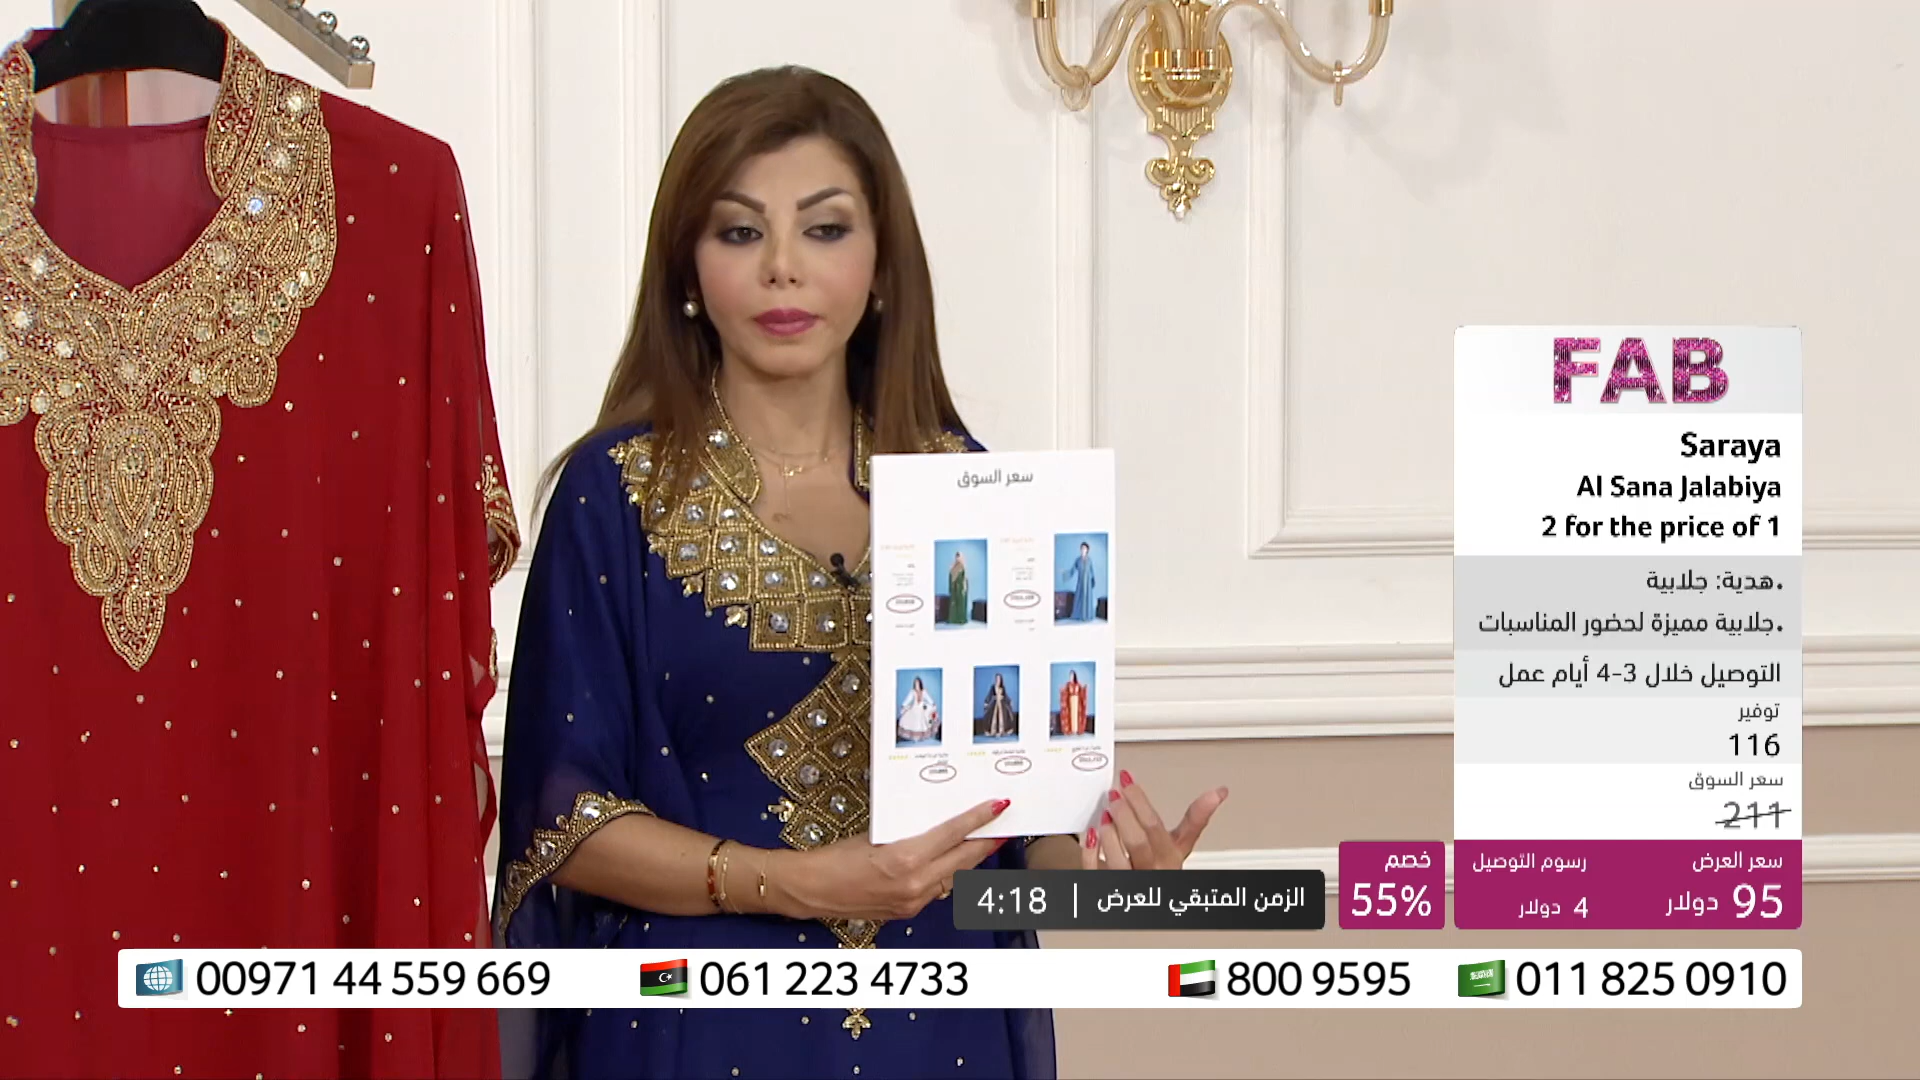 سعر السوق
FAB
Saraya
Al Sana Jalabiya
2 for the price of 1
.هدية: جلابية
.جلابية مميزة لحضور المناسبات
التوصيل خلال 3-4 أيام عمل
توفير
116
سعر السوق
211
سعر العرض
95 دولار
رسوم التوصيل
4 دولار
خصم
55%
الزمن المتبقي للعرض | 4:18
00971 44 559 669
061 223 4733
800 9595
011 825 0910